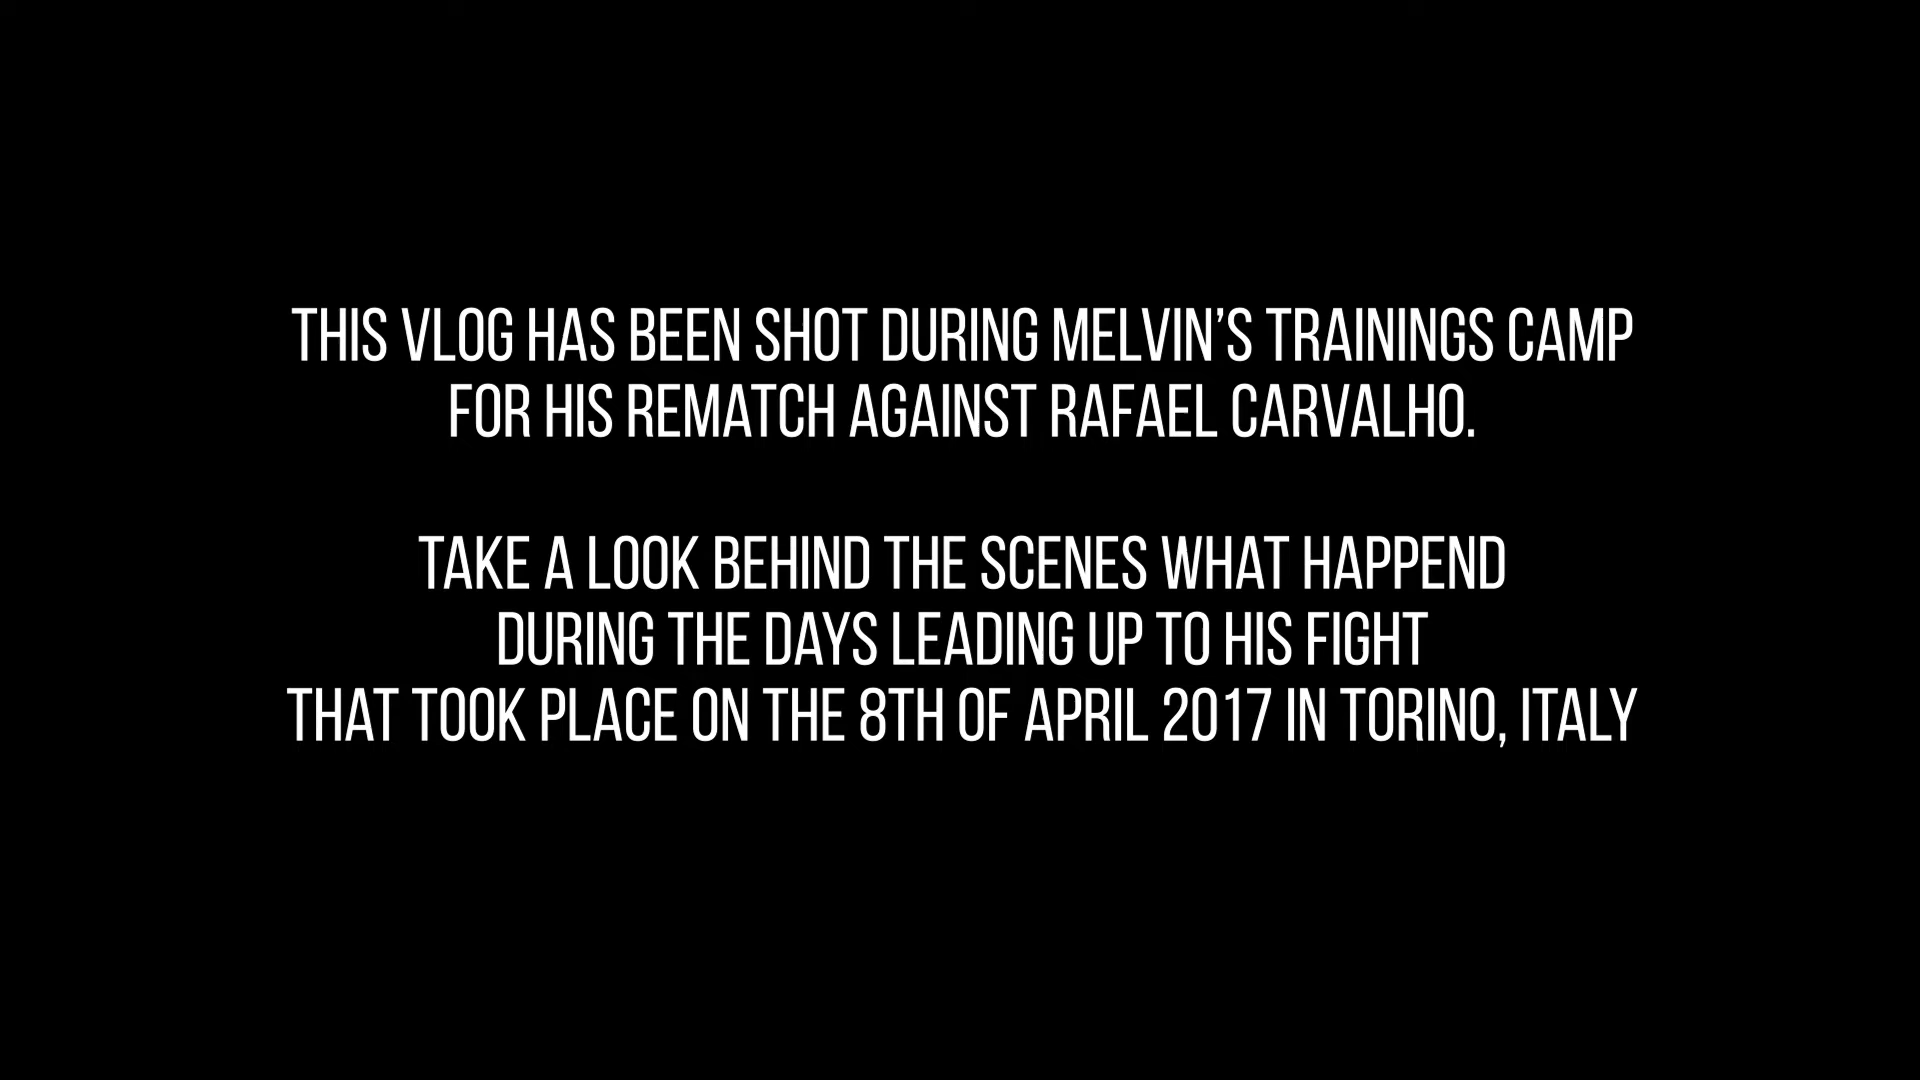 THIS VLOG HAS BEEN SHOT DURING MELVIN’S TRAININGS CAMP
FOR HIS REMATCH AGAINST RAFAEL CARVALHO.
TAKE A LOOK BEHIND THE SCENES WHAT HAPPEND
DURING THE DAYS LEADING UP TO HIS FIGHT
THAT TOOK PLACE ON THE 8TH OF APRIL 2017 IN TORINO, ITALY